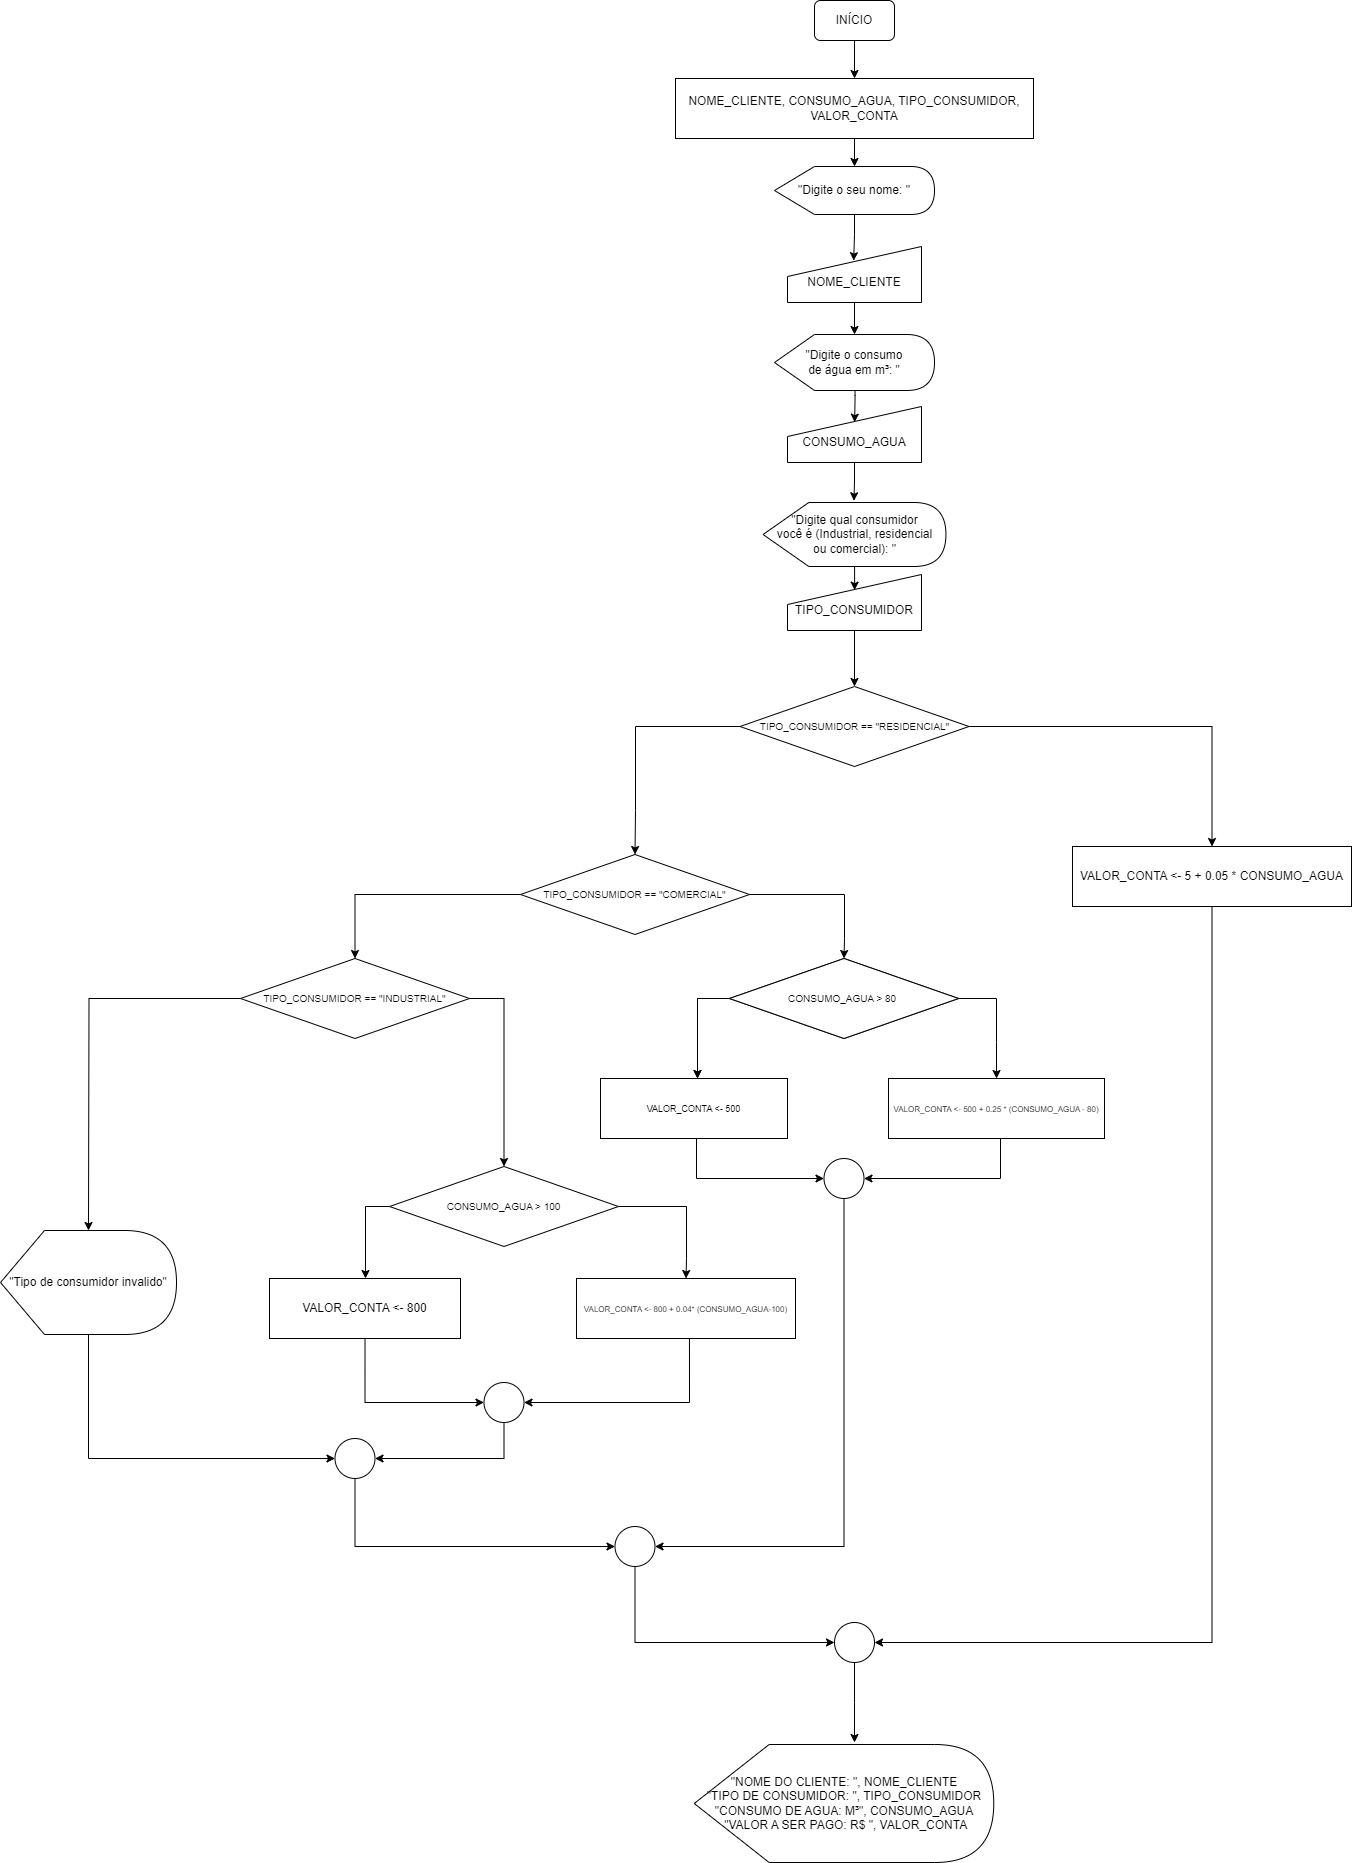 INÍCIO
NOME_CLIENTE, CONSUMO_AGUA, TIPO_CONSUMIDOR,
VALOR_CONTA
"Digite o seu nome: "
NOME_CLIENTE
"Digite o consumo
de água em m³: "
CONSUMO_AGUA
"Digite qual consumidor
você é (Industrial, residencial
ou comercial): "
TIPO_CONSUMIDOR
TIPO_CONSUMIDOR == "RESIDENCIAL"
VALOR_CONTA <- 5 + 0.05 * CONSUMO_AGUA
TIPO_CONSUMIDOR == "COMERCIAL"
TIPO_CONSUMIDOR == "INDUSTRIAL"
CONSUMO_AGUA > 80
VALOR_CONTA <- 500
VALOR_CONTA <- 500 + 0.25 * (CONSUMO_AGUA - 80)
CONSUMO_AGUA > 100
"Tipo de consumidor invalido"
VALOR_CONTA <- 800
VALOR_CONTA <- 800 + 0.04* (CONSUMO_AGUA-100)
"NOME DO CLIENTE: ", NOME_CLIENTE
"TIPO DE CONSUMIDOR: ", TIPO_CONSUMIDOR
"CONSUMO DE AGUA: M³", CONSUMO_AGUA
"VALOR A SER PAGO: R$ ", VALOR_CONTA